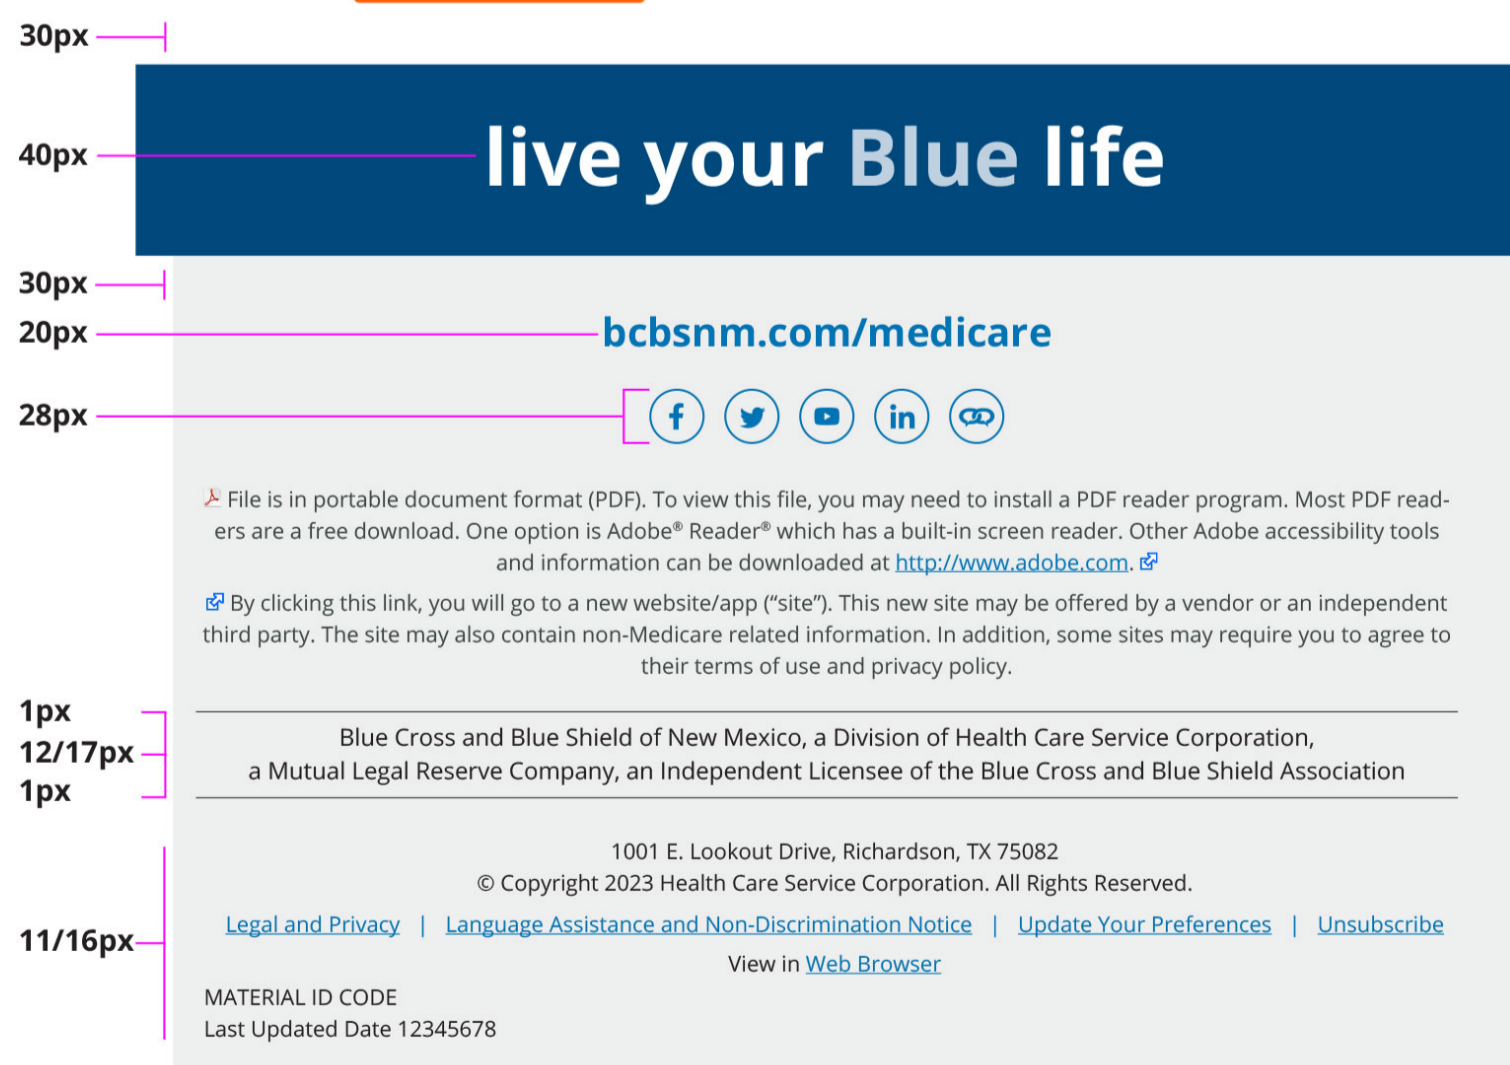 30px
40px
live your Blue life
30px
20px
bcbsnm.com/medicare
28px
File is in portable document format (PDF). To view this file, you may need to install a PDF reader program. Most PDF read-
ers are a free download. One option is Adobe® Reader® which has a built-in screen reader. Other Adobe accessibility tools
and information can be downloaded at http://www.adobe.com.
By clicking this link, you will go to a new website/app (“site”). This new site may be offered by a vendor or an independent
third party. The site may also contain non-Medicare related information. In addition, some sites may require you to agree to
their terms of use and privacy policy.
1px
12/17px
1px
Blue Cross and Blue Shield of New Mexico, a Division of Health Care Service Corporation,
a Mutual Legal Reserve Company, an Independent Licensee of the Blue Cross and Blue Shield Association
1001 E. Lookout Drive, Richardson, TX 75082
© Copyright 2023 Health Care Service Corporation. All Rights Reserved.
11/16px
Legal and Privacy | Language Assistance and Non-Discrimination Notice | Update Your Preferences | Unsubscribe
View in Web Browser
MATERIAL ID CODE
Last Updated Date 12345678